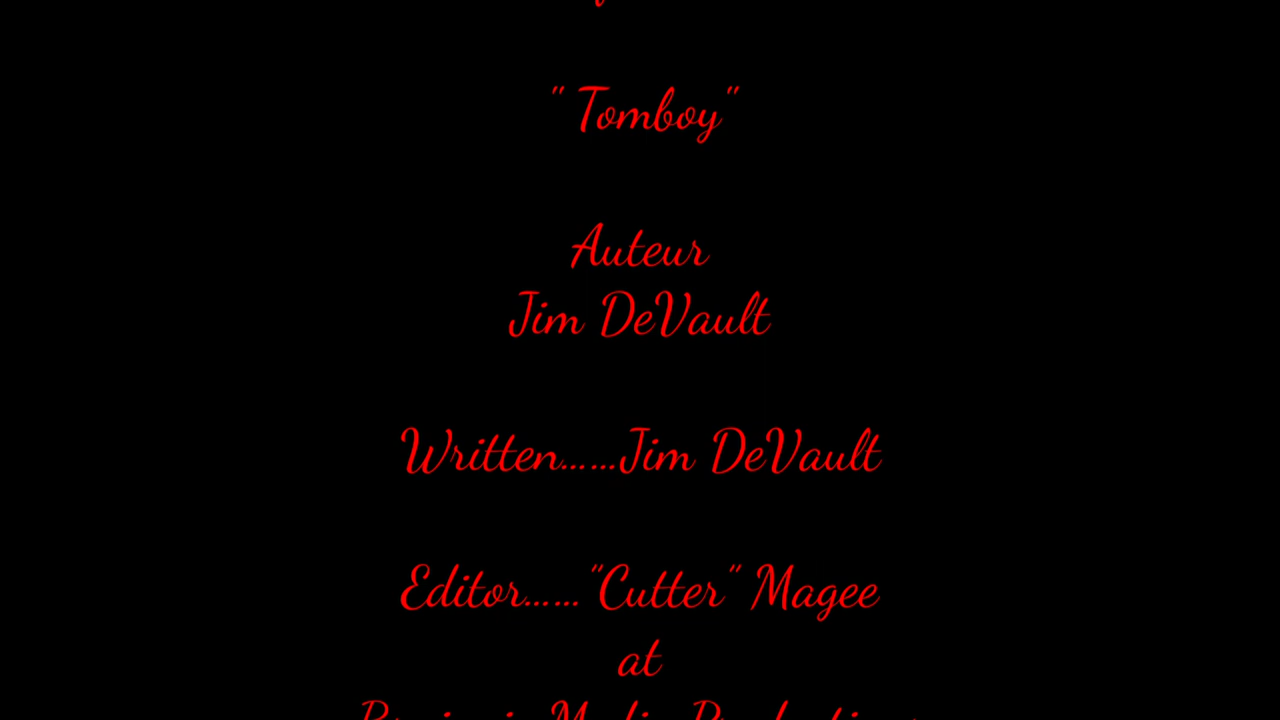 " Tomboy"
Auteur
Jim DeVault
Written......Jim DeVault
Editor......"Cutter" Magee
at